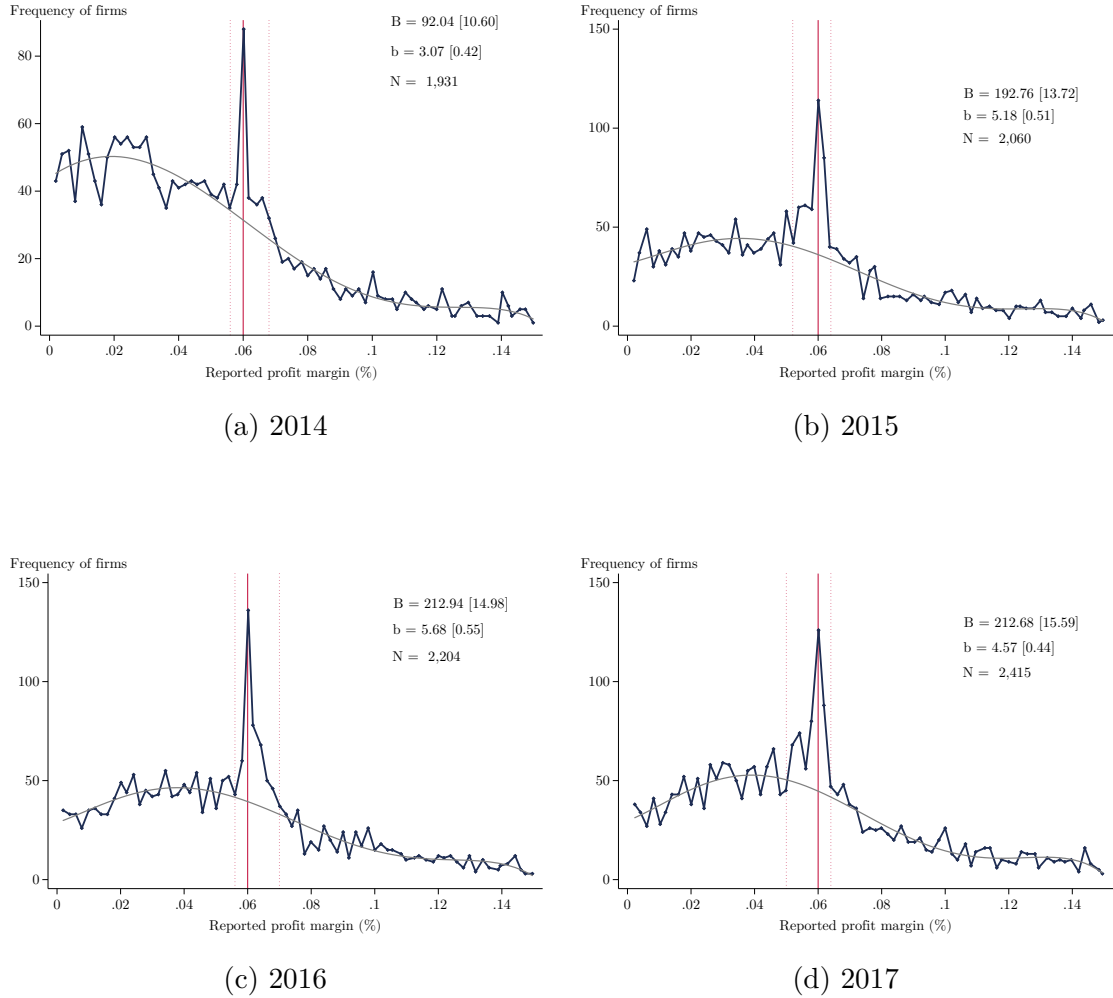 Frequency of firms
B = 92.04 [10.60]
b = 3.07 [0.42]
N = 1,931
80
60
40
20
0
0 .02 .04 .06 .08 .1 .12 .14
Reported profit margin (%)
(a) 2014
Frequency of firms
B = 192.76 [13.72]
b = 5.18 [0.51]
N = 2,060
150
100
50
0
0 .02 .04 .06 .08 .1 .12 .14
Reported profit margin (%)
(b) 2015
Frequency of firms
B = 212.94 [14.98]
b = 5.68 [0.55]
N = 2,204
150
100
50
0
0 .02 .04 .06 .08 .1 .12 .14
Reported profit margin (%)
(c) 2016
Frequency of firms
B = 212.68 [15.59]
b = 4.57 [0.44]
N = 2,415
150
100
50
0
0 .02 .04 .06 .08 .1 .12 .14
Reported profit margin (%)
(d) 2017